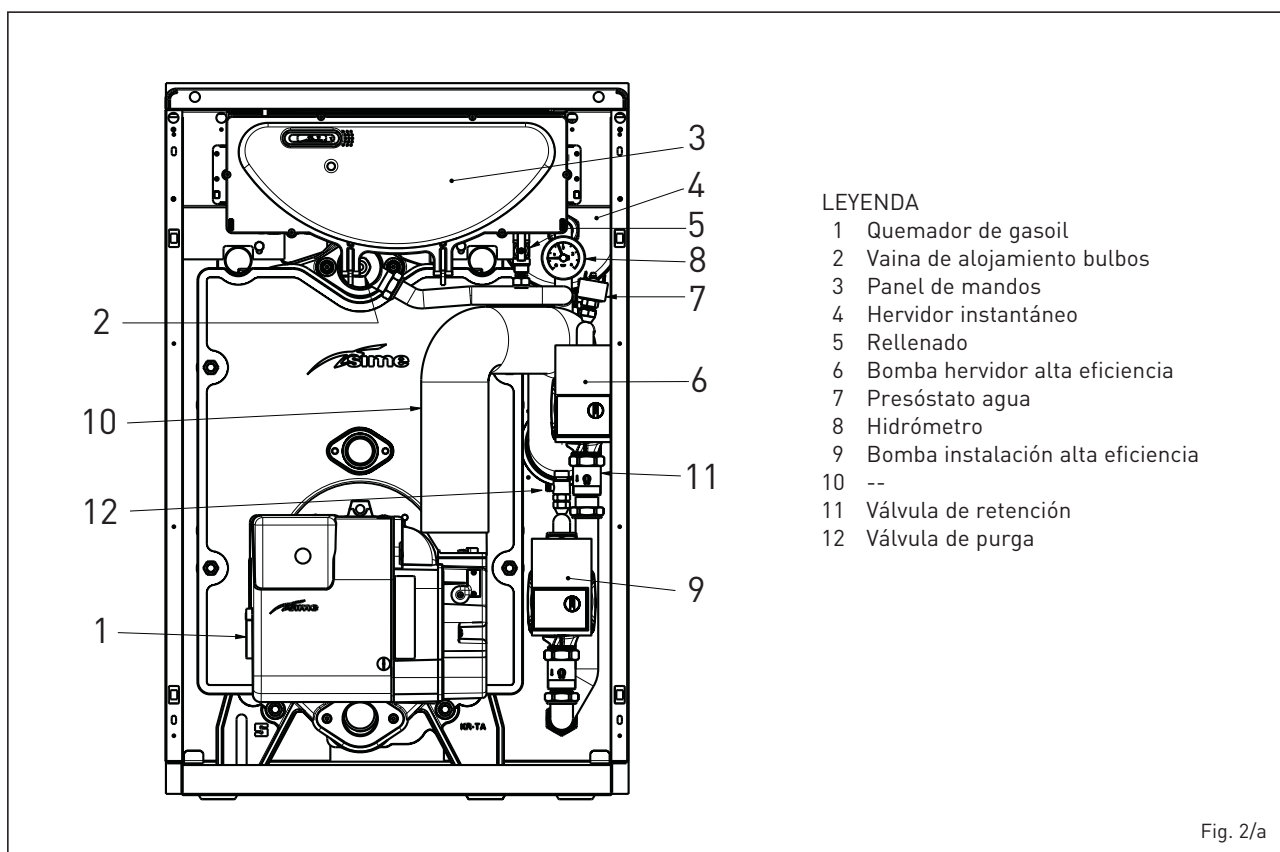 3
4
5
8
7
2
sime
6
10
11
12
9
sime
1
KR-TA
LEYENDA
1 Quemador de gasoil
2 Vaina de alojamiento bulbos
3 Panel de mandos
4 Hervidor instantáneo
5 Rellenado
6 Bomba hervidor alta eficiencia
7 Presóstato agua
8 Hidrómetro
9 Bomba instalación alta eficiencia
10 --
11 Válvula de retención
12 Válvula de purga
Fig. 2/a